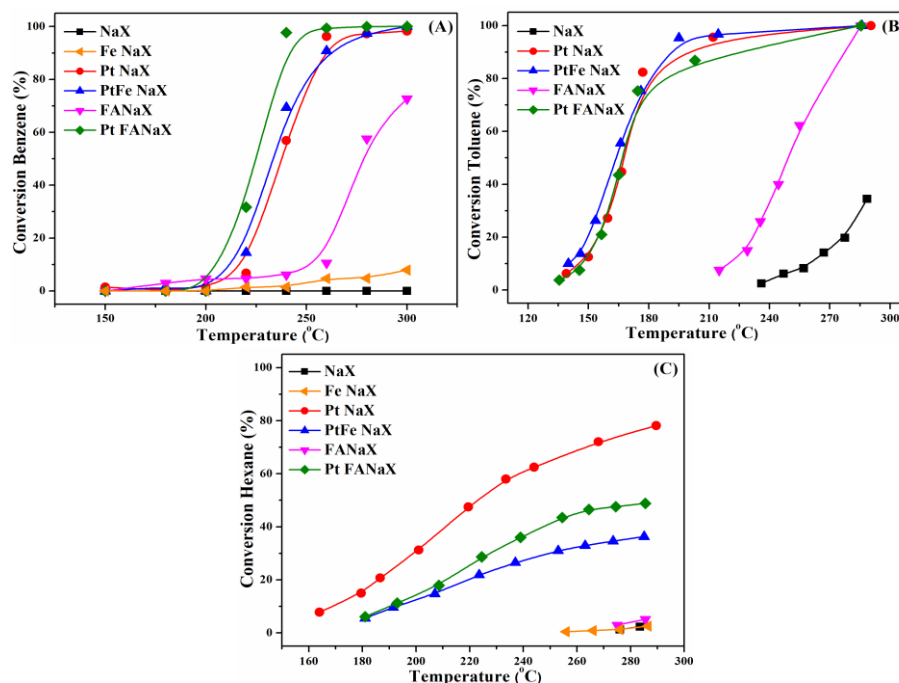 (A)
NaX
Fe NaX
Pt NaX
PtFe NaX
FANaX
Pt FANaX
Conversion Benzene (%)
100
80
60
40
20
0
150 200 250 300
Temperature (°C)
(B)
NaX
Pt NaX
PtFe NaX
FANaX
Pt FANaX
Conversion Toluene (%)
100
80
60
40
20
0
120 150 180 210 240 270 300
Temperature (°C)
(C)
NaX
Fe NaX
Pt NaX
PtFe NaX
FANaX
Pt FANaX
Conversion Hexane (%)
100
80
60
40
20
0
160 180 200 220 240 260 280 300
Temperature (°C)